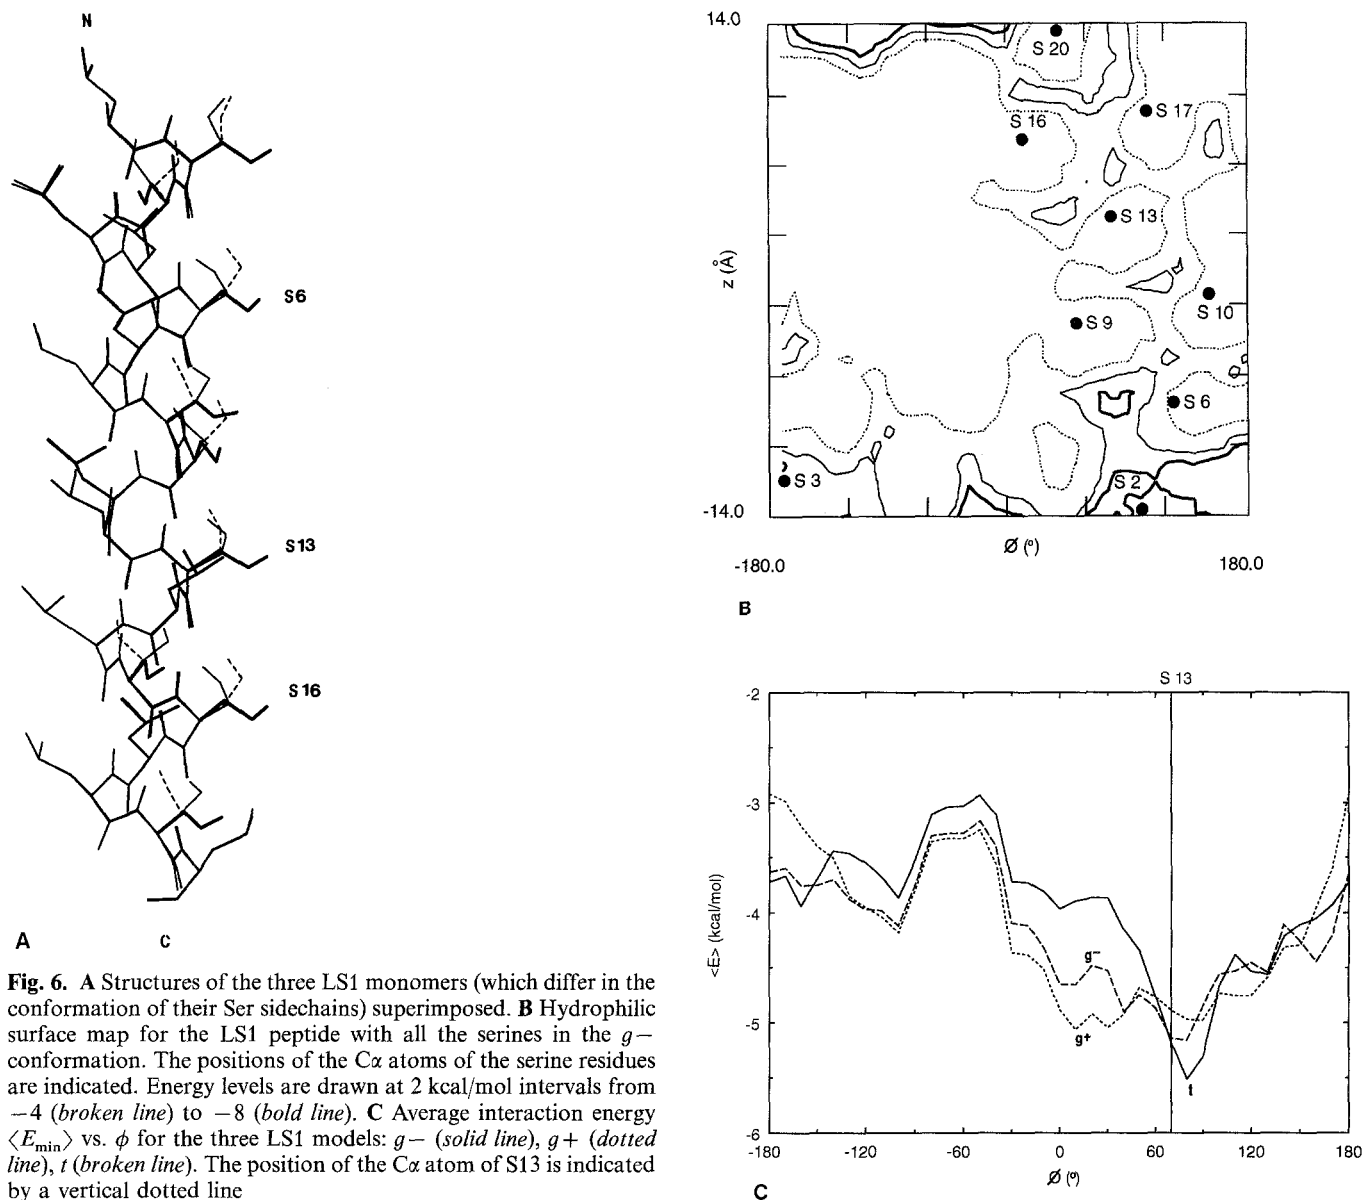 N
S6
S13
S16
A
C
14.0
S 20
S 17
S 16
S 13
S 10
S 9
S 6
S 3
S 2
z (Å)
-14.0
Ø (°)
-180.0
180.0
B
S 13
-2
-3
-4
-5
-6
<E> (kcal/mol)
g−
g+
t
-180
-120
-60
0
60
120
180
Ø (°)
C
Fig. 6. A Structures of the three LS1 monomers (which differ in the
conformation of their Ser sidechains) superimposed. B Hydrophilic
surface map for the LS1 peptide with all the serines in the g−
conformation. The positions of the Cα atoms of the serine residues
are indicated. Energy levels are drawn at 2 kcal/mol intervals from
−4 (broken line) to −8 (bold line). C Average interaction energy
⟨Emin⟩ vs. ϕ for the three LS1 models: g− (solid line), g+ (dotted
line), t (broken line). The position of the Cα atom of S13 is indicated
by a vertical dotted line